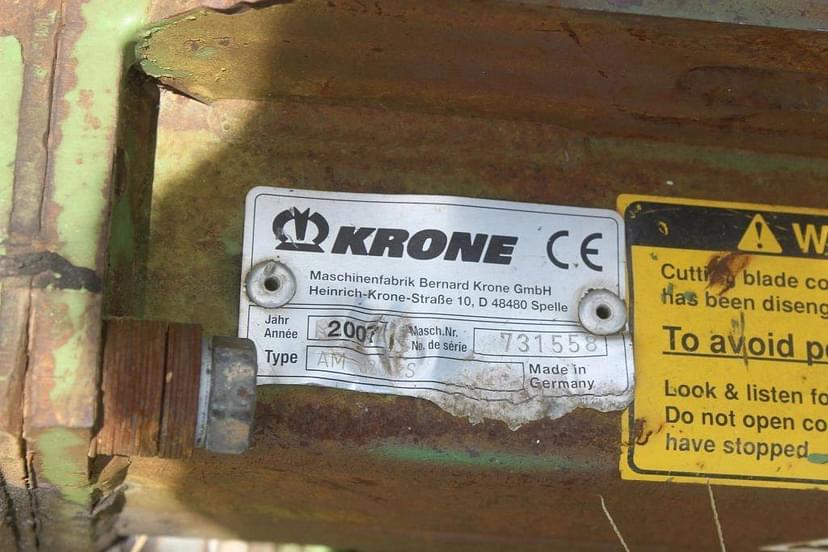 KRONE CE
Maschinenfabrik Bernard Krone GmbH
Heinrich-Krone-Straße 10, D 48480 Spelle
Jahr
Année
2007
Masch.Nr.
No. de série
731558
Type
AM
S
Made in
Germany
Cutting blade co
has been diseng
To avoid p
Look & listen fo
Do not open co
have stopped